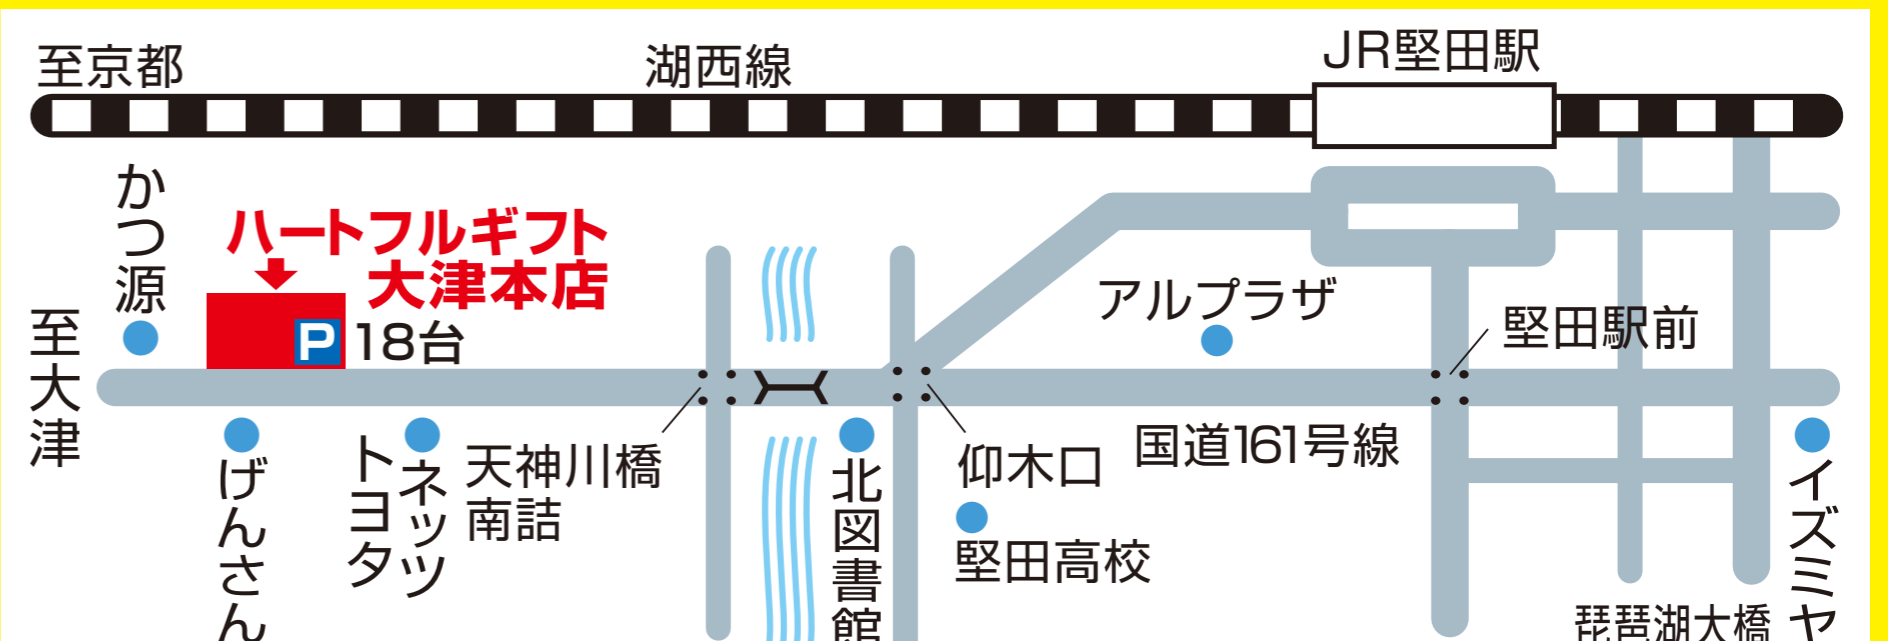 至京都
湖西線
JR堅田駅
かつ源
ハートフルギフト
大津本店
P
18台
至大津
アルプラザ
堅田駅前
げんさん
ネッツ
トヨタ
天神川橋
南詰
北図書館
仰木口
堅田高校
国道161号線
イズミヤ
琵琶湖大橋